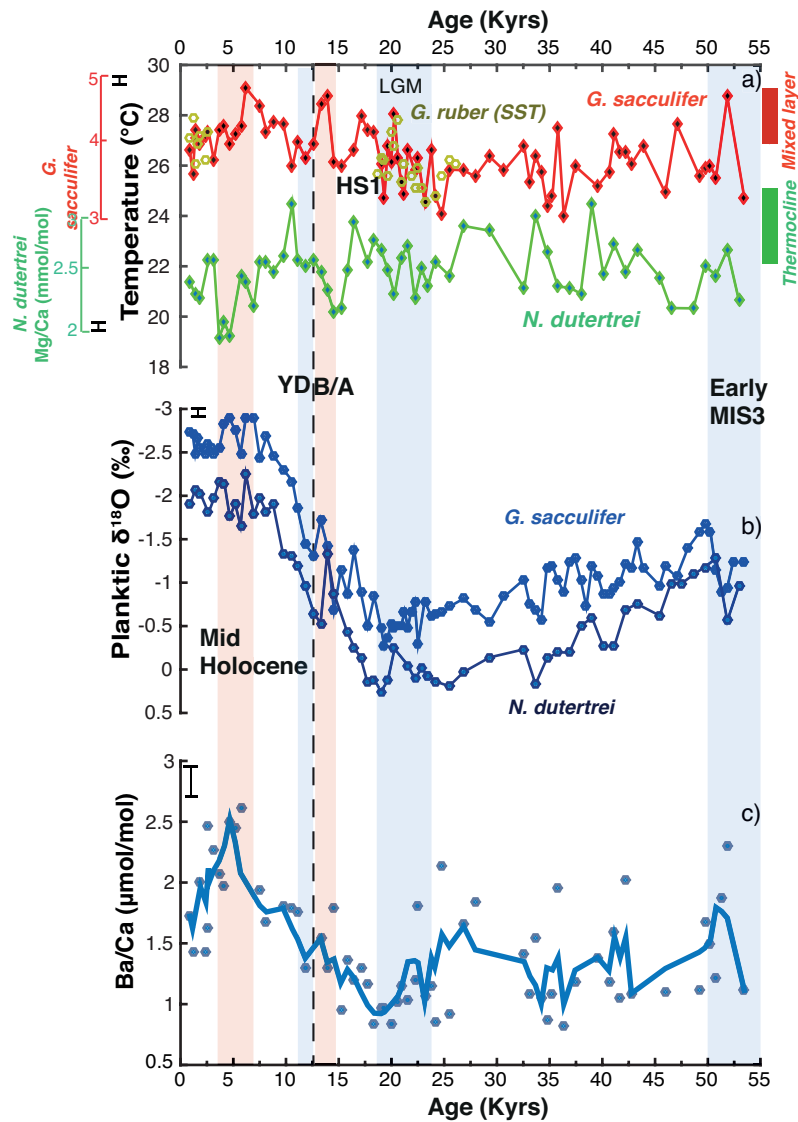 Age (Kyrs)
0 5 10 15 20 25 30 35 40 45 50 55
a)
LGM
G. ruber (SST)
G. sacculifer
HS1
N. dutertrei
30
28
26
24
22
20
18
Temperature (°C)
5
4
3
G. sacculifer
2.5
2
N. dutertrei
Mg/Ca (mmol/mol)
Mixed layer
Thermocline
YD
B/A
Early
MIS3
-3
-2.5
-2
-1.5
-1
-0.5
0
0.5
Planktic δ18O (‰)
G. sacculifer
b)
Mid
Holocene
N. dutertrei
3
2.5
2
1.5
1
0.5
Ba/Ca (µmol/mol)
c)
0 5 10 15 20 25 30 35 40 45 50 55
Age (Kyrs)